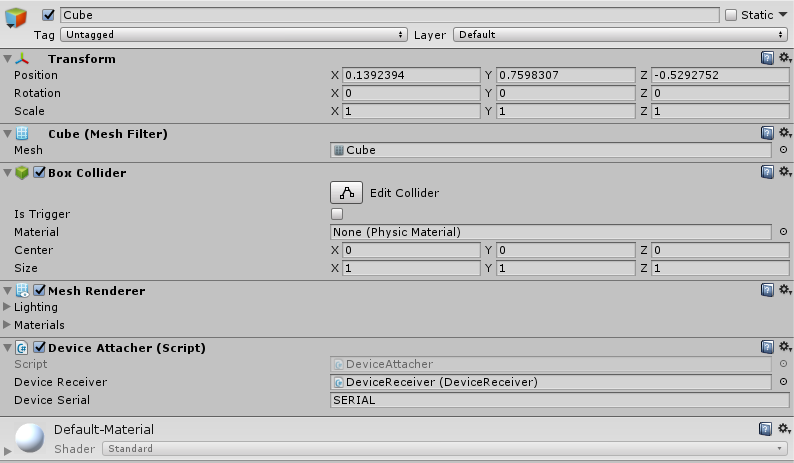 Cube Static
Tag Untagged Layer Default
Transform
Position X 0.1392394 Y 0.7598307 Z -0.5292752
Rotation X 0 Y 0 Z 0
Scale X 1 Y 1 Z 1
Cube (Mesh Filter)
Mesh Cube
Box Collider
Edit Collider
Is Trigger
Material None (Physic Material)
Center X 0 Y 0 Z 0
Size X 1 Y 1 Z 1
Mesh Renderer
Lighting
Materials
Device Attacher (Script)
Script DeviceAttacher
Device Receiver DeviceReceiver (DeviceReceiver)
Device Serial SERIAL
Default-Material
Shader Standard